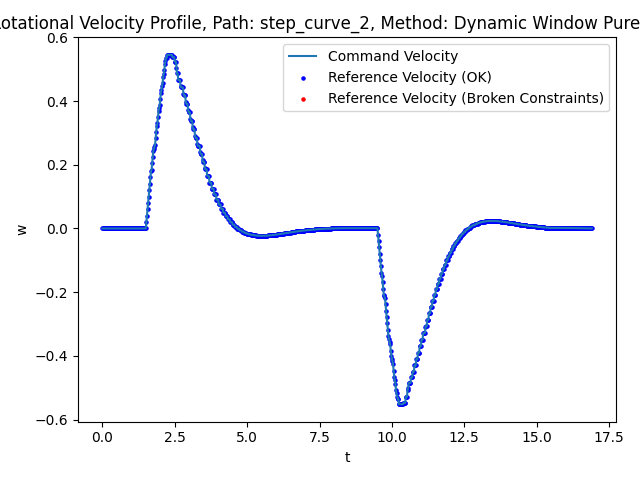 otational Velocity Profile, Path: step_curve_2, Method: Dynamic Window Pure
Command Velocity
Reference Velocity (OK)
Reference Velocity (Broken Constraints)
0.6
0.4
0.2
0.0
−0.2
−0.4
−0.6
w
0.0 2.5 5.0 7.5 10.0 12.5 15.0 17.5
t